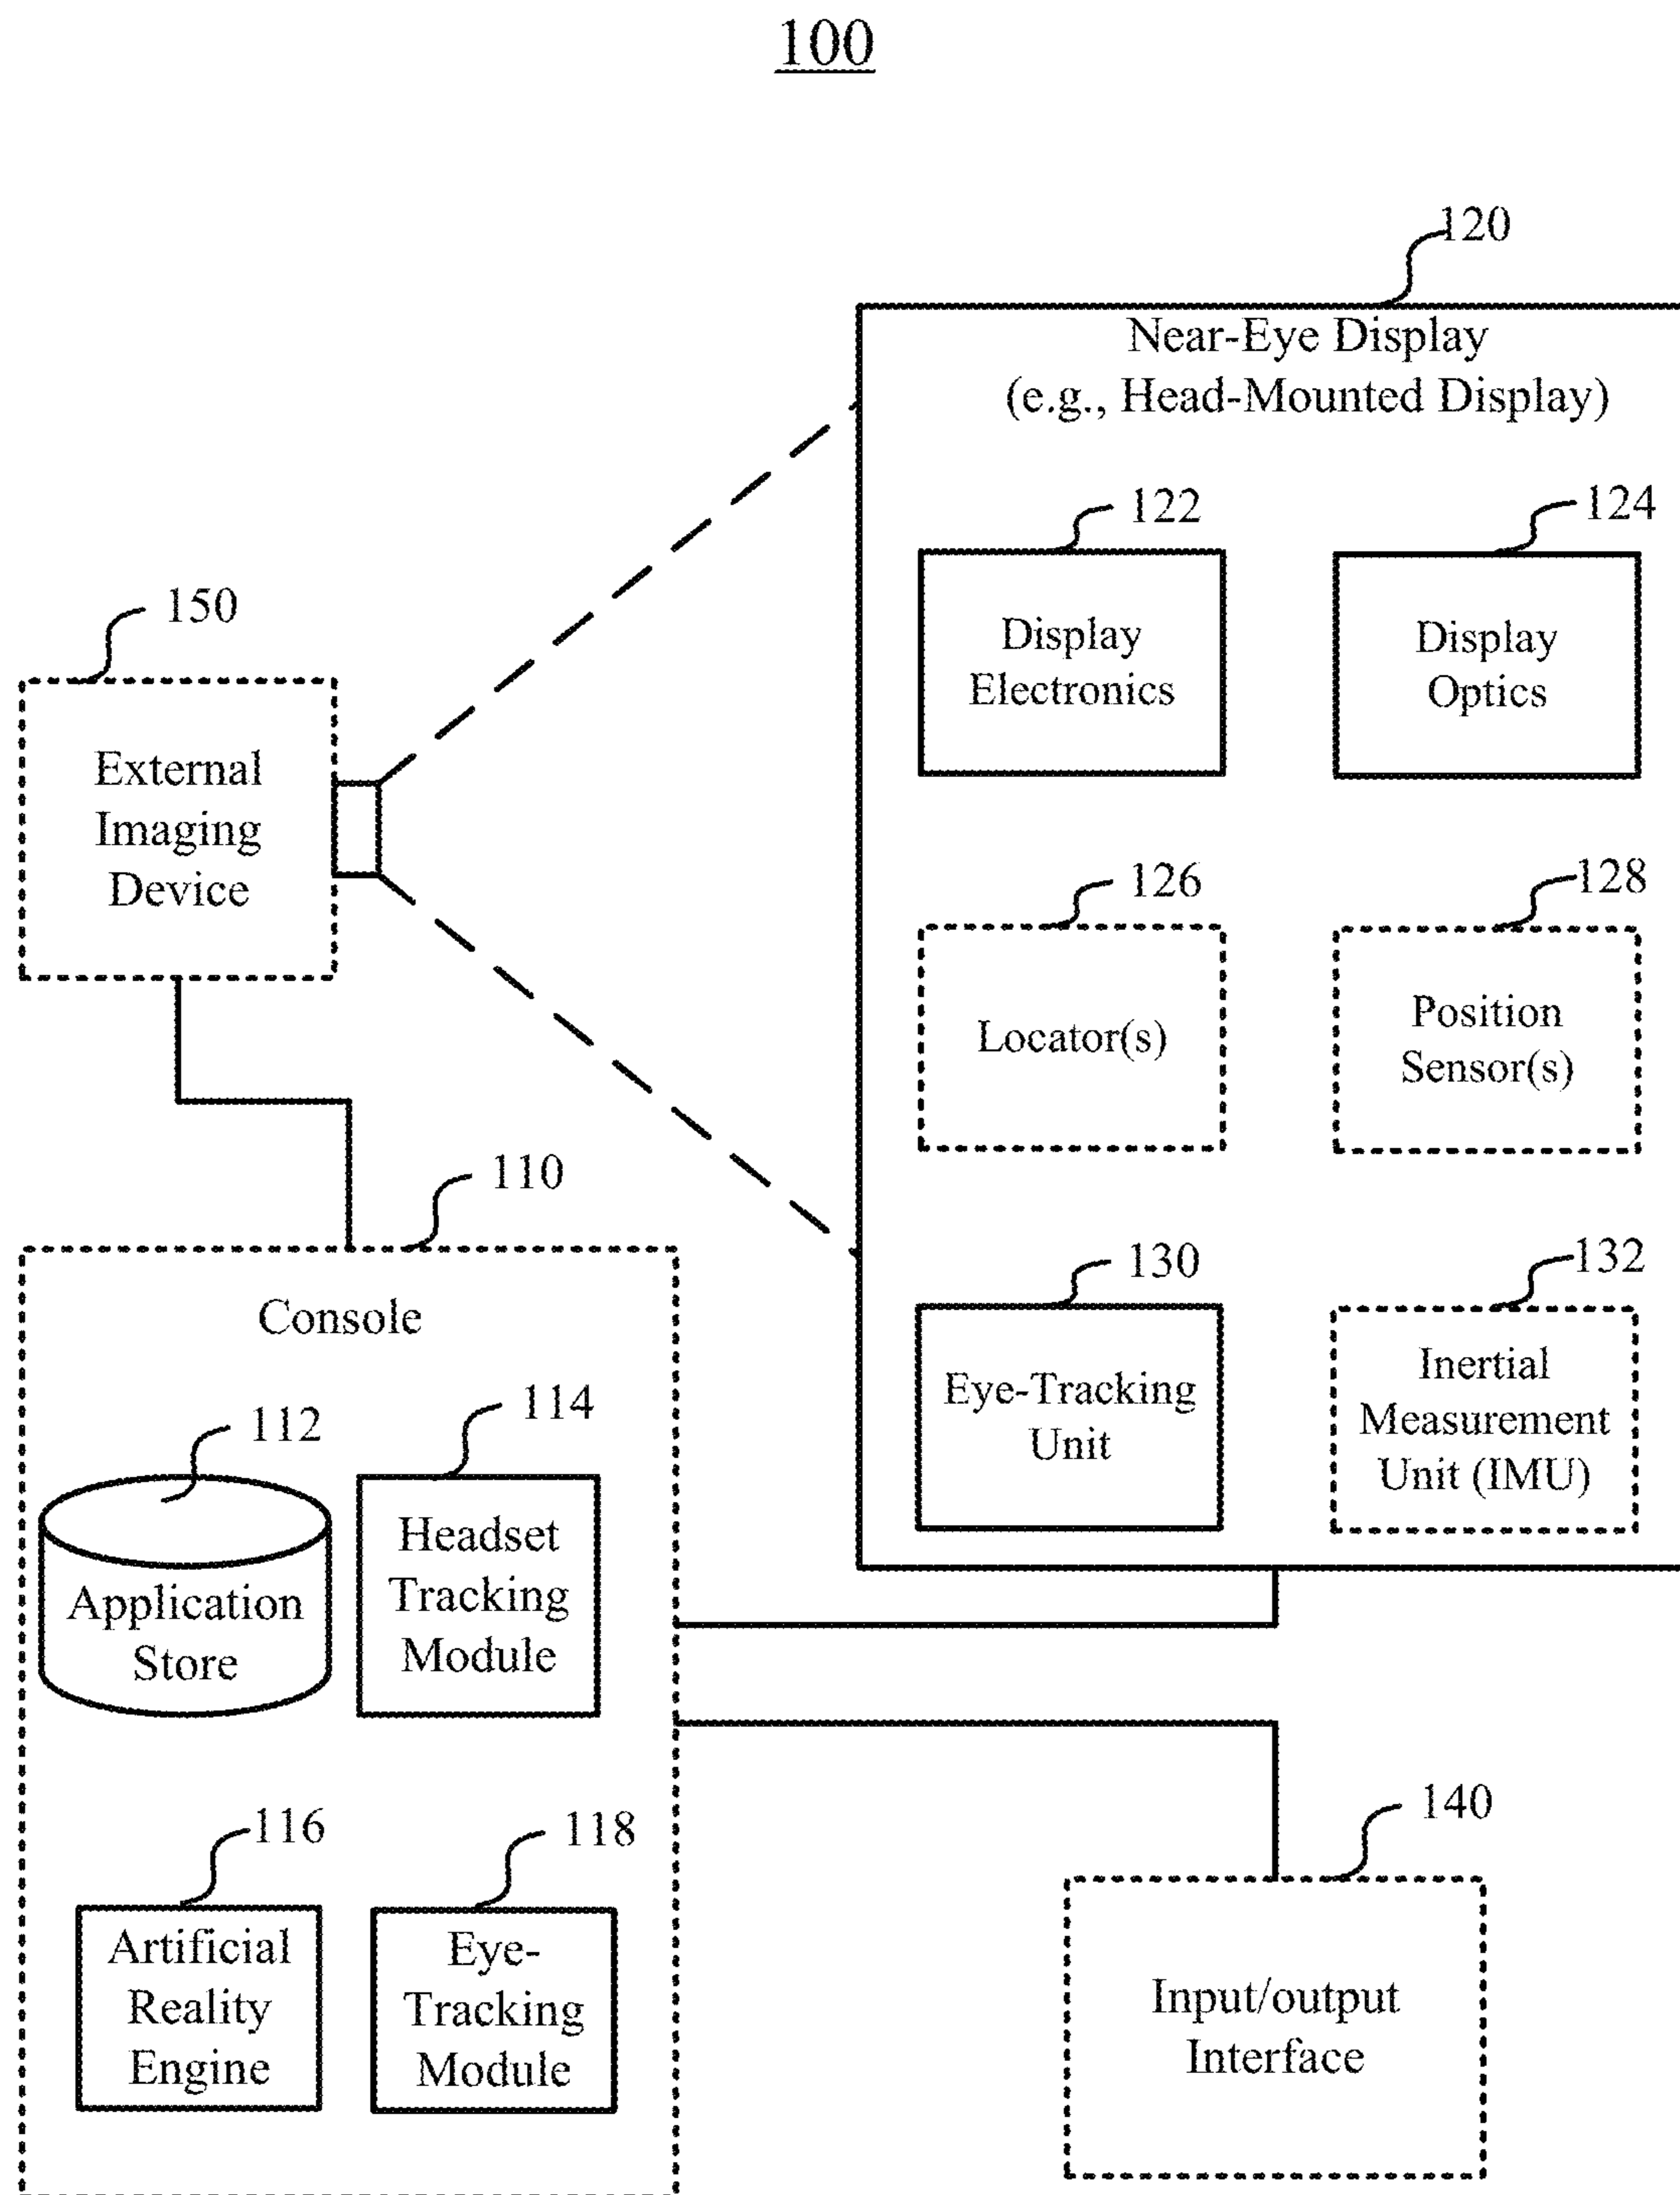 100
120
Near-Eye Display
(e.g., Head-Mounted Display)
122
124
Display
Electronics
Display
Optics
150
External
Imaging
Device
126
128
Locator(s)
Position
Sensor(s)
110
130
132
Console
Eye-Tracking
Unit
Inertial
Measurement
Unit (IMU)
112
114
Application
Store
Headset
Tracking
Module
116
118
140
Artificial
Reality
Engine
Eye-
Tracking
Module
Input/output
Interface